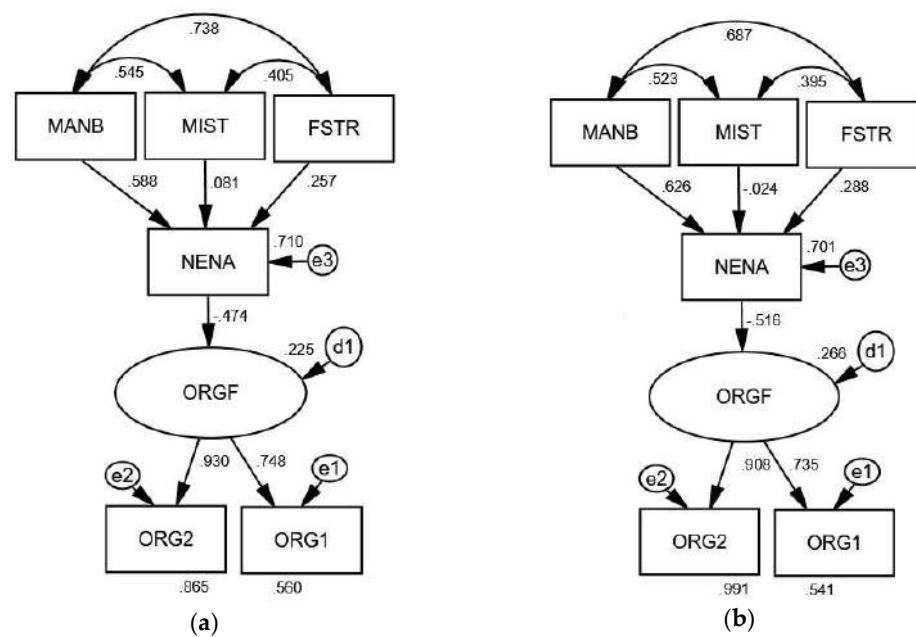 .738
.545
.405
MANB
MIST
FSTR
.588
.081
.257
NENA
.710
e3
-.474
.225
d1
ORGF
.930
.748
e2
e1
ORG2
ORG1
.865
.560
(a)
.687
.523
.395
MANB
MIST
FSTR
.626
-.024
.288
NENA
.701
e3
-.516
.266
d1
ORGF
.908
.735
e2
e1
ORG2
ORG1
.991
.541
(b)